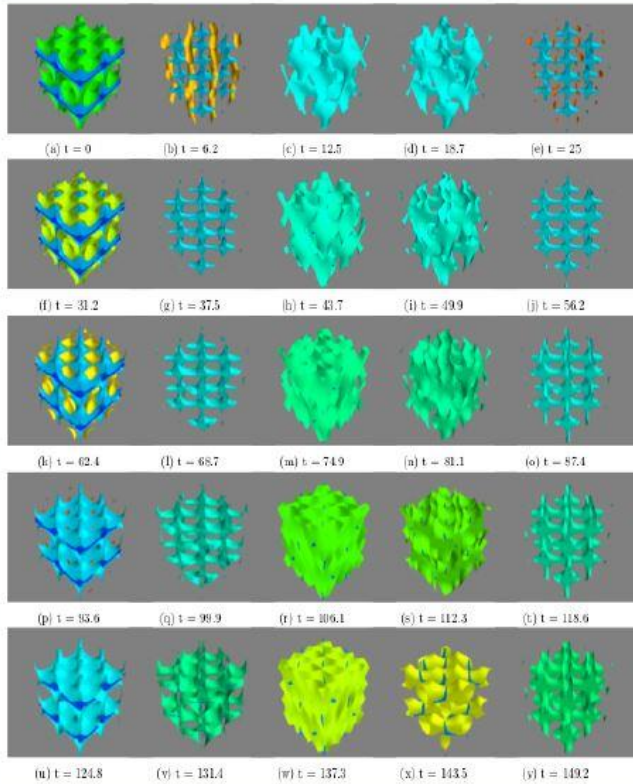 (a) t = 0 (b) t = 6.2 (c) t = 12.5 (d) t = 18.7 (e) t = 25
(f) t = 31.2 (g) t = 37.5 (h) t = 43.7 (i) t = 49.9 (j) t = 56.2
(k) t = 62.4 (l) t = 68.7 (m) t = 74.9 (n) t = 81.1 (o) t = 87.4
(p) t = 93.6 (q) t = 99.9 (r) t = 106.1 (s) t = 112.3 (t) t = 118.6
(u) t = 124.8 (v) t = 131.4 (w) t = 137.3 (x) t = 143.5 (y) t = 149.2